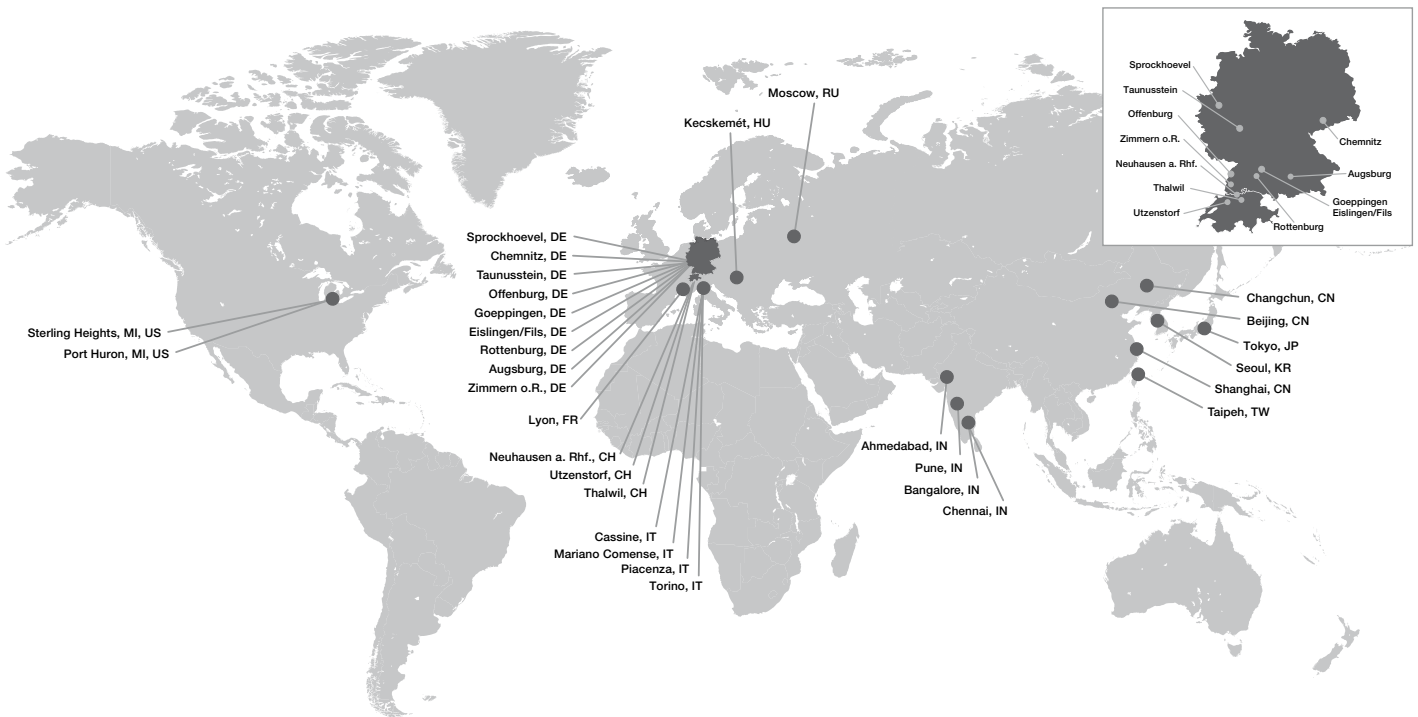 Moscow, RU
Kecskemét, HU
Sprockhoevel, DE
Chemnitz, DE
Taunusstein, DE
Offenburg, DE
Goeppingen, DE
Eislingen/Fils, DE
Rottenburg, DE
Augsburg, DE
Zimmern o.R., DE
Lyon, FR
Neuhausen a. Rhf., CH
Utzenstorf, CH
Thalwil, CH
Cassine, IT
Mariano Comense, IT
Piacenza, IT
Torino, IT
Sterling Heights, MI, US
Port Huron, MI, US
Ahmedabad, IN
Pune, IN
Bangalore, IN
Chennai, IN
Changchun, CN
Beijing, CN
Tokyo, JP
Seoul, KR
Shanghai, CN
Taipeh, TW
Sprockhoevel
Taunusstein
Offenburg
Zimmern o.R.
Neuhausen a. Rhf.
Thalwil
Utzenstorf
Chemnitz
Augsburg
Goeppingen
Eislingen/Fils
Rottenburg